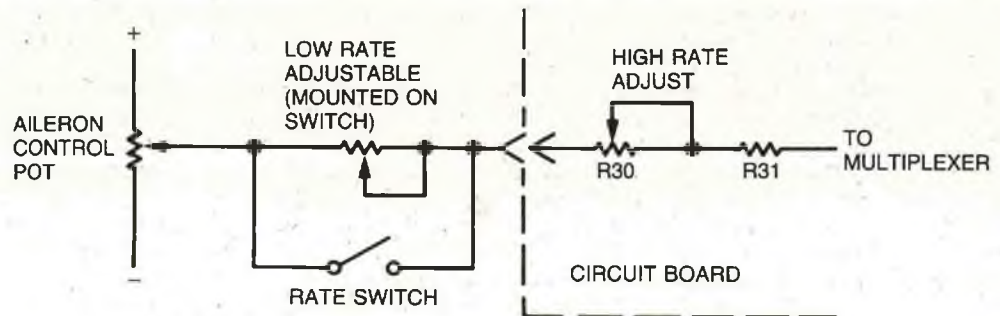 +
AILERON
CONTROL
POT
−
LOW RATE
ADJUSTABLE
(MOUNTED ON
SWITCH)
RATE SWITCH
HIGH RATE
ADJUST
R30
R31
TO
MULTIPLEXER
CIRCUIT BOARD